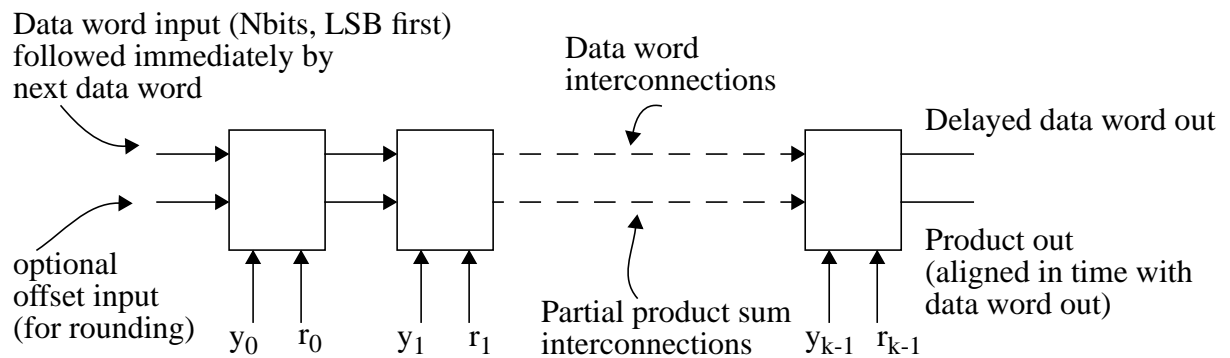 Data word input (Nbits, LSB first)
followed immediately by
next data word
Data word
interconnections
Delayed data word out
optional
offset input
(for rounding)
Partial product sum
interconnections
Product out
(aligned in time with
data word out)
y0 r0 y1 r1 yk-1 rk-1